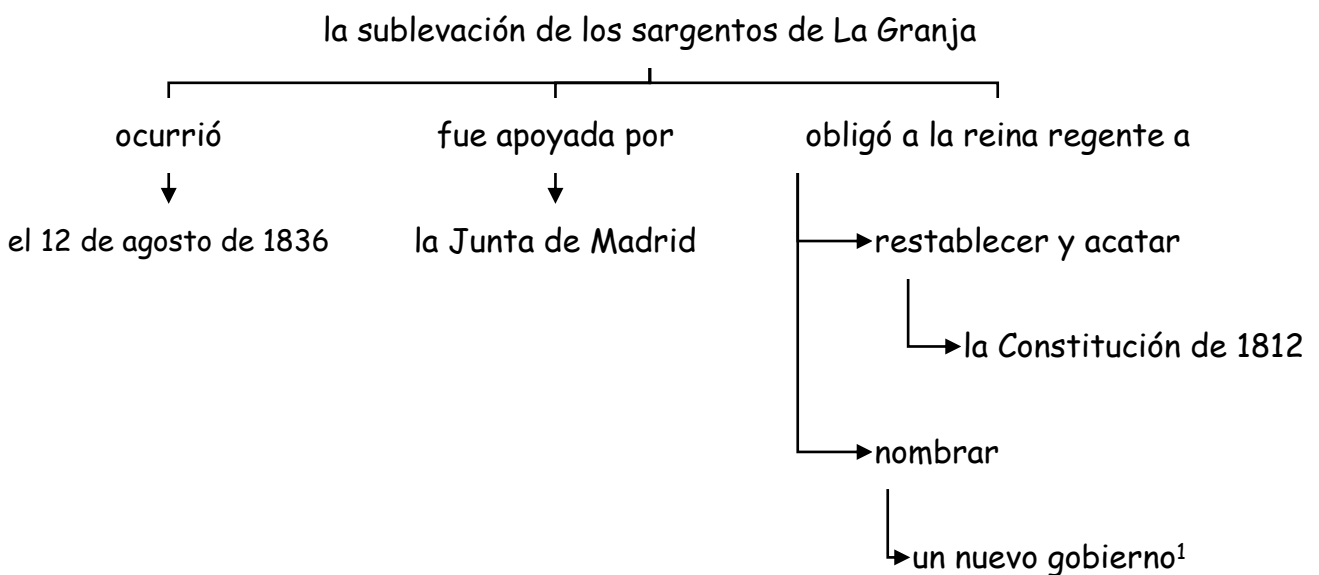 la sublevación de los sargentos de La Granja
ocurrió
fue apoyada por
obligó a la reina regente a
el 12 de agosto de 1836
la Junta de Madrid
restablecer y acatar
la Constitución de 1812
nombrar
un nuevo gobierno¹